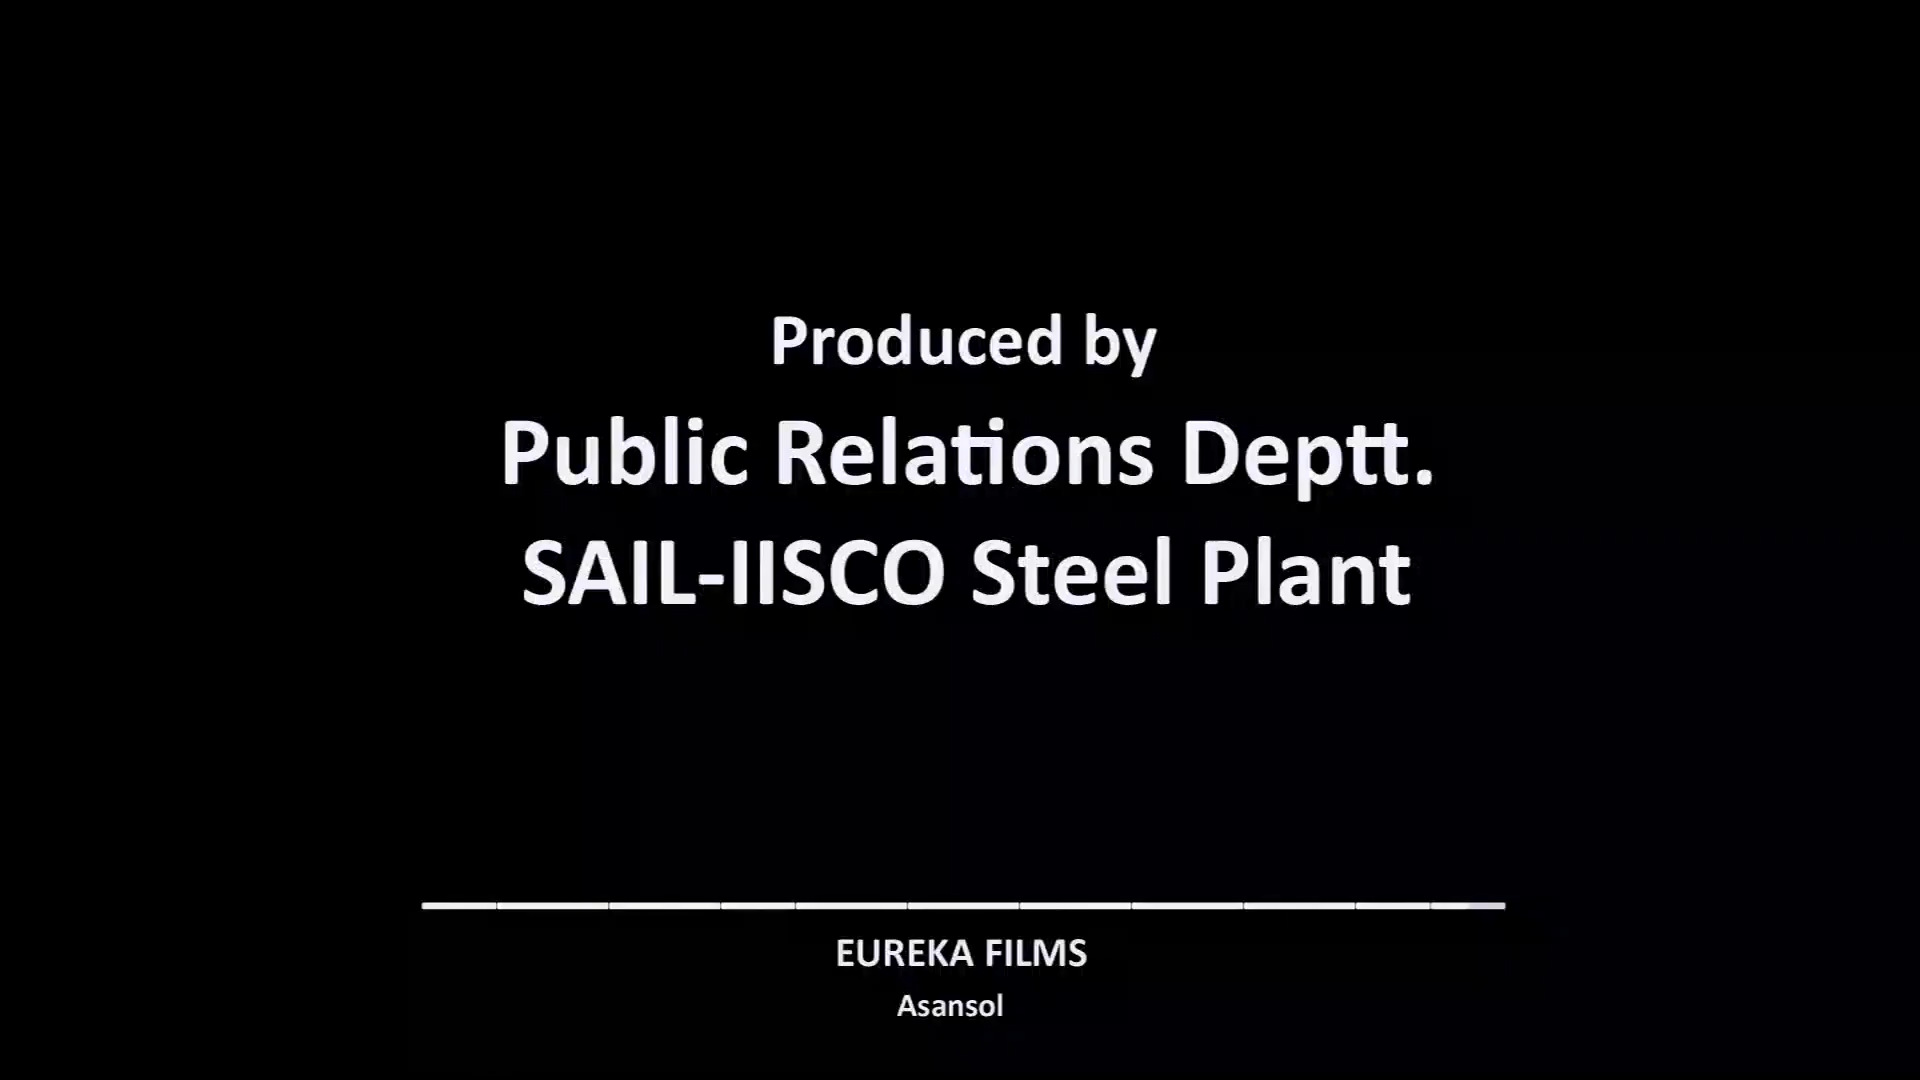 Produced by
Public Relations Deptt.
SAIL-IISCO Steel Plant
EUREKA FILMS
Asansol